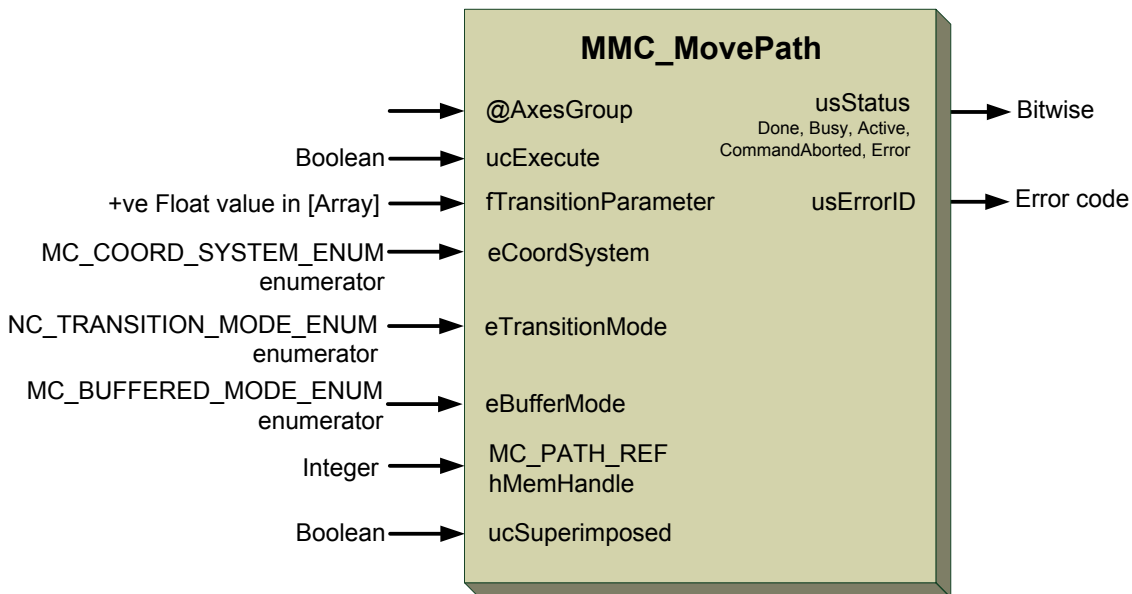 MMC_MovePath
@AxesGroup
usStatus
Bitwise
Done, Busy, Active,
CommandAborted, Error
Boolean
ucExecute
+ve Float value in [Array]
fTransitionParameter
usErrorID
Error code
MC_COORD_SYSTEM_ENUM
enumerator
eCoordSystem
NC_TRANSITION_MODE_ENUM
enumerator
eTransitionMode
MC_BUFFERED_MODE_ENUM
enumerator
eBufferMode
Integer
MC_PATH_REF
hMemHandle
Boolean
ucSuperimposed